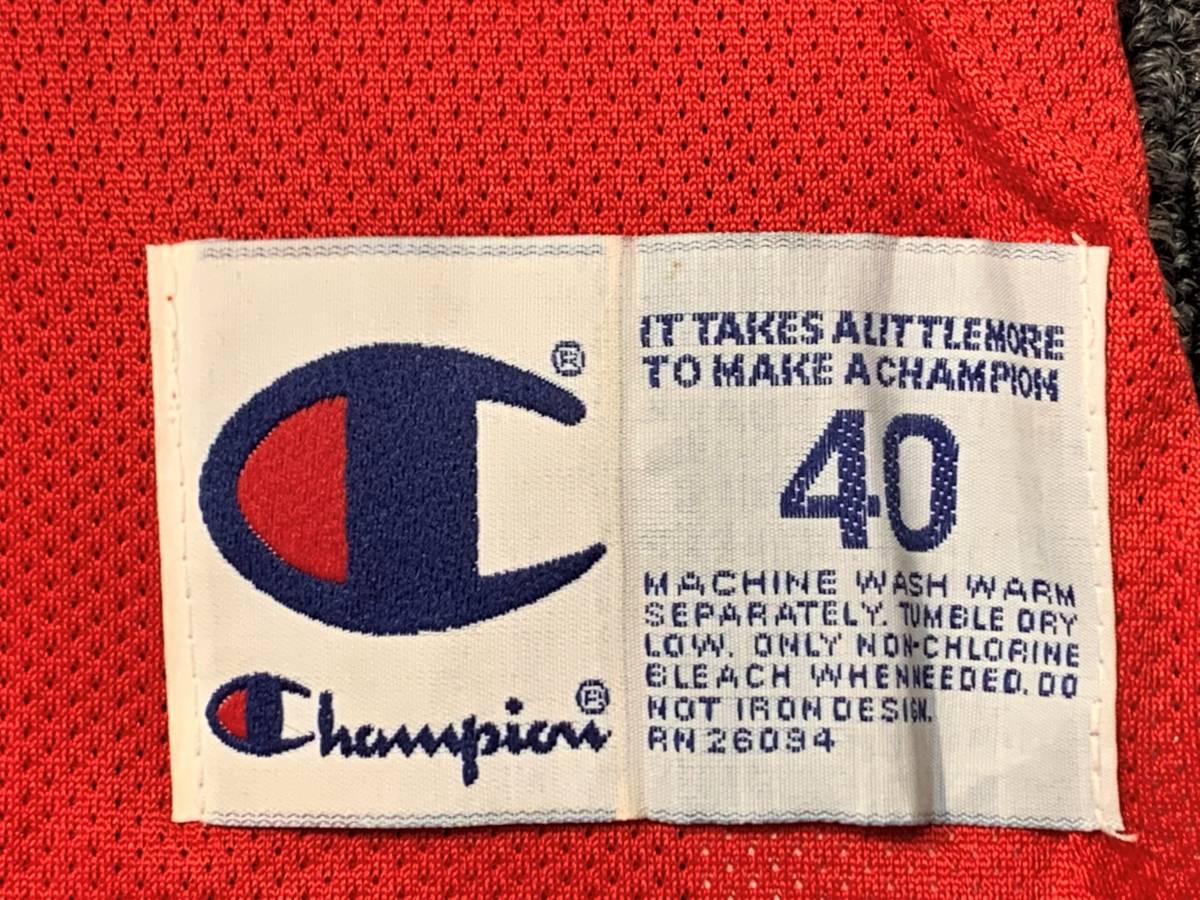 ®
Champion®
IT TAKES A LITTLE MORE
TO MAKE A CHAMPION
40
MACHINE WASH WARM
SEPARATELY. TUMBLE DRY
LOW. ONLY NON-CHLORINE
BLEACH WHEN NEEDED. DO
NOT IRON DESIGN.
RN 26094